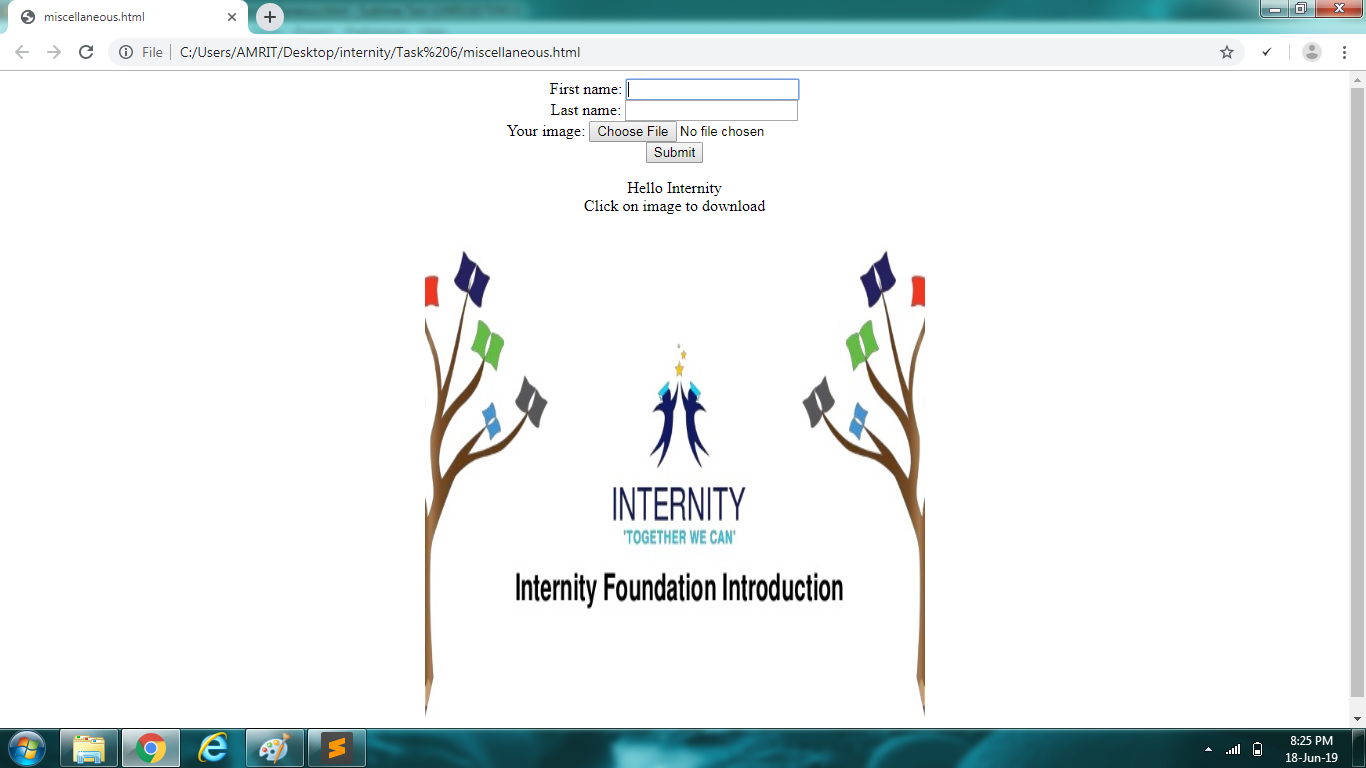 miscellaneous.html
File
C:/Users/AMRIT/Desktop/internity/Task%206/miscellaneous.html
First name:
Last name:
Your image: Choose File No file chosen
Submit
Hello Internity
Click on image to download
INTERNITY
'TOGETHER WE CAN'
Internity Foundation Introduction
8:25 PM
18-Jun-19